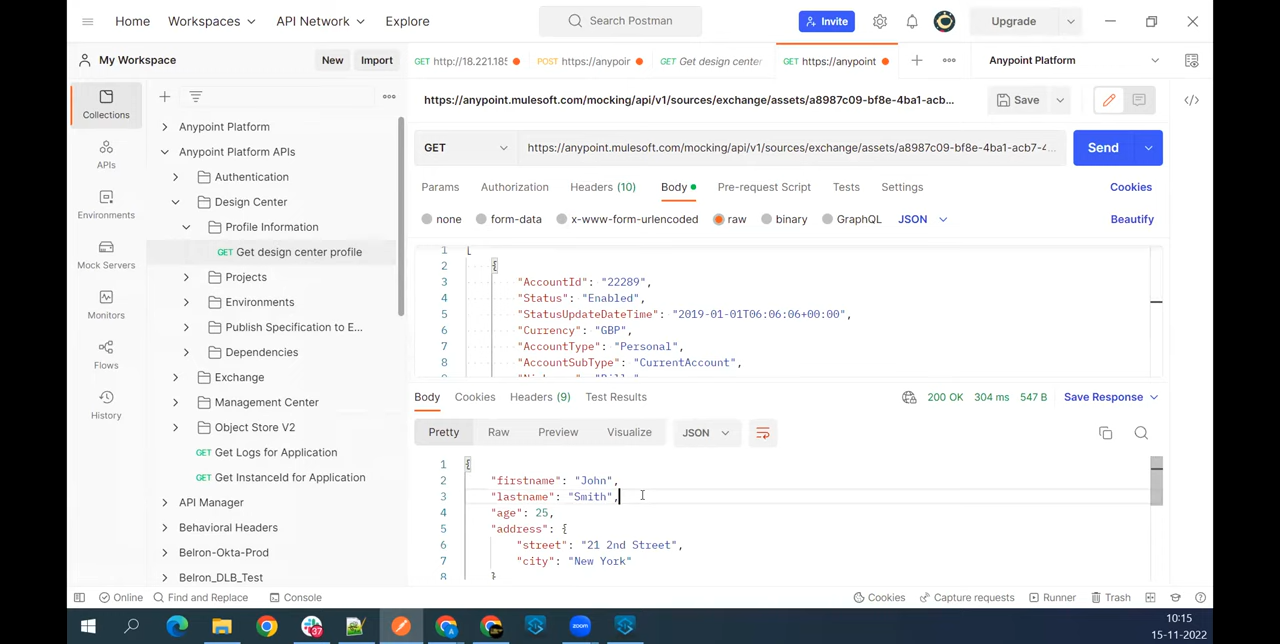 Home Workspaces API Network Explore Search Postman Invite Upgrade
My Workspace New Import GET http://18.221.185 POST https://anypoir GET Get design center GET https://anypoint Anypoint Platform
Collections
APIs
Environments
Mock Servers
Monitors
Flows
History
Anypoint Platform
Anypoint Platform APIs
Authentication
Design Center
Profile Information
GET Get design center profile
Projects
Environments
Publish Specification to E...
Dependencies
Exchange
Management Center
Object Store V2
GET Get Logs for Application
GET Get InstanceId for Application
API Manager
Behavioral Headers
Belron-Okta-Prod
Belron_DLB_Test
https://anypoint.mulesoft.com/mocking/api/v1/sources/exchange/assets/a8987c09-bf8e-4ba1-acb... Save
GET https://anypoint.mulesoft.com/mocking/api/v1/sources/exchange/assets/a8987c09-bf8e-4ba1-acb7-4... Send
Params Authorization Headers (10) Body Pre-request Script Tests Settings Cookies
none form-data x-www-form-urlencoded raw binary GraphQL JSON Beautify
1 [
2 {
3 "AccountId": "22289",
4 "Status": "Enabled",
5 "StatusUpdateDateTime": "2019-01-01T06:06:06+00:00",
6 "Currency": "GBP",
7 "AccountType": "Personal",
8 "AccountSubType": "CurrentAccount",
Body Cookies Headers (9) Test Results 200 OK 304 ms 547 B Save Response
Pretty Raw Preview Visualize JSON
1 {
2 "firstname": "John",
3 "lastname": "Smith",
4 "age": 25,
5 "address": {
6 "street": "21 2nd Street",
7 "city": "New York"
8 }
Online Find and Replace Console Cookies Capture requests Runner Trash
37
10:15
15-11-2022